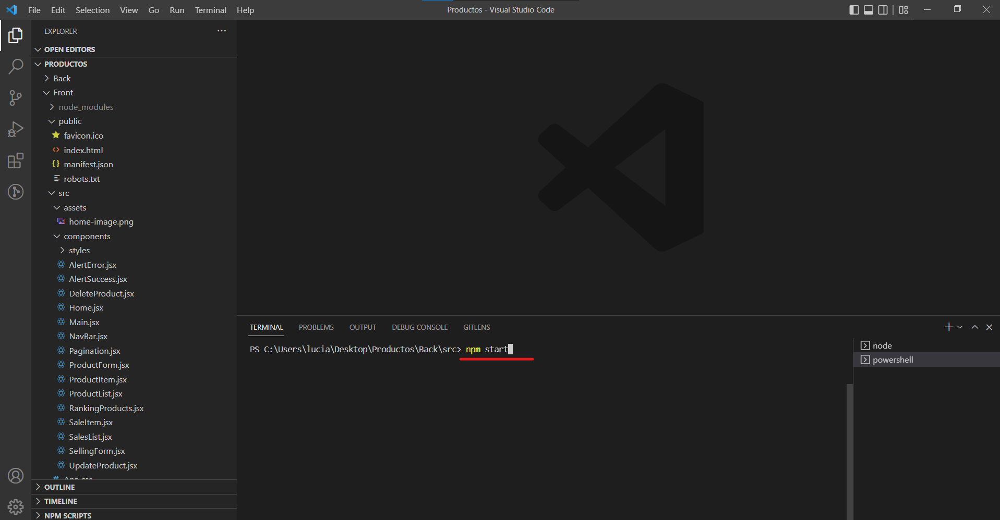 File Edit Selection View Go Run Terminal Help
Productos - Visual Studio Code
EXPLORER
OPEN EDITORS
PRODUCTOS
Back
Front
node_modules
public
favicon.ico
index.html
manifest.json
robots.txt
src
assets
home-image.png
components
styles
AlertError.jsx
AlertSuccess.jsx
DeleteProduct.jsx
Home.jsx
Main.jsx
NavBar.jsx
Pagination.jsx
ProductForm.jsx
ProductItem.jsx
ProductList.jsx
RankingProducts.jsx
SaleItem.jsx
SalesList.jsx
SellingForm.jsx
UpdateProduct.jsx
App.css
OUTLINE
TIMELINE
NPM SCRIPTS
TERMINAL PROBLEMS OUTPUT DEBUG CONSOLE GITLENS
PS C:\Users\lucia\Desktop\Productos\Back\src> npm start
node
powershell